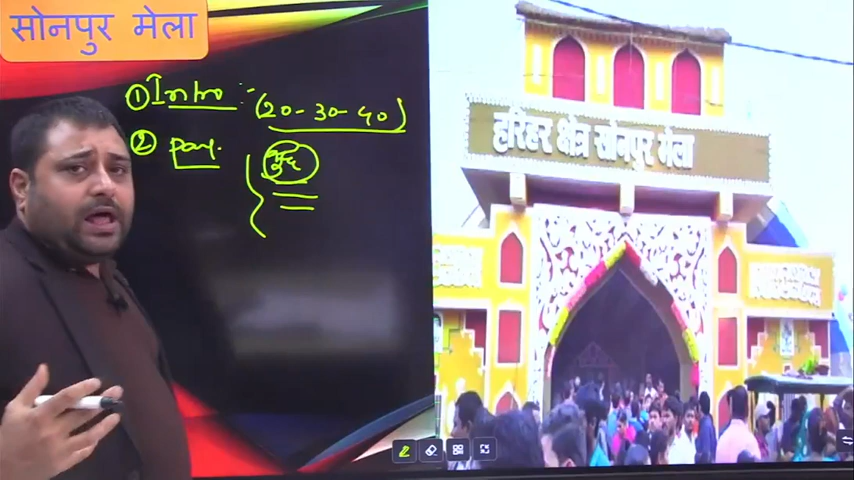 सोनपुर मेला
① Intro :- (20-30-40)
② Para.
हरिहर क्षेत्र सोनपुर मेला